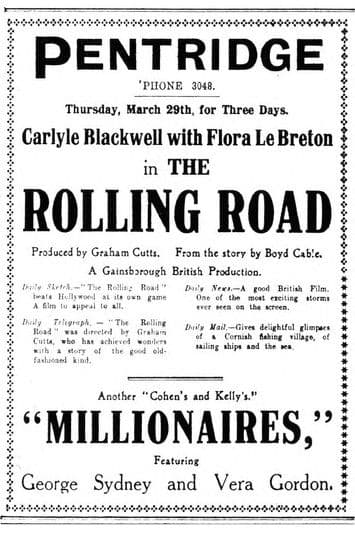 PENTRIDGE
'PHONE 3048.
Thursday, March 29th, for Three Days.
Carlyle Blackwell with Flora Le Breton
in THE
ROLLING ROAD
Produced by Graham Cutts. From the story by Boyd Cable.
A Gainsborough British Production.
Daily Sketch.—"The Rolling Road"
beats Hollywood at its own game
A film to appeal to all.
Daily Telegraph. — "The Rolling
Road" was directed by Graham
Cutts, who has achieved wonders
with a story of the good old-
fashioned kind.
Daily News.—A good British Film.
One of the most exciting storms
ever seen on the screen.
Daily Mail.—Gives delightful glimpses
of a Cornish fishing village, of
sailing ships and the sea.
Another "Cohen's and Kelly's."
"MILLIONAIRES,"
Featuring
George Sydney and Vera Gordon.